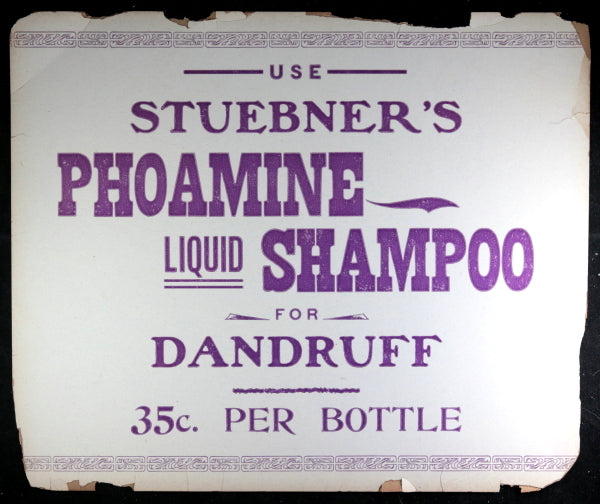 USE
STUEBNER'S
PHOAMINE
LIQUID SHAMPOO
FOR
DANDRUFF
35c. PER BOTTLE